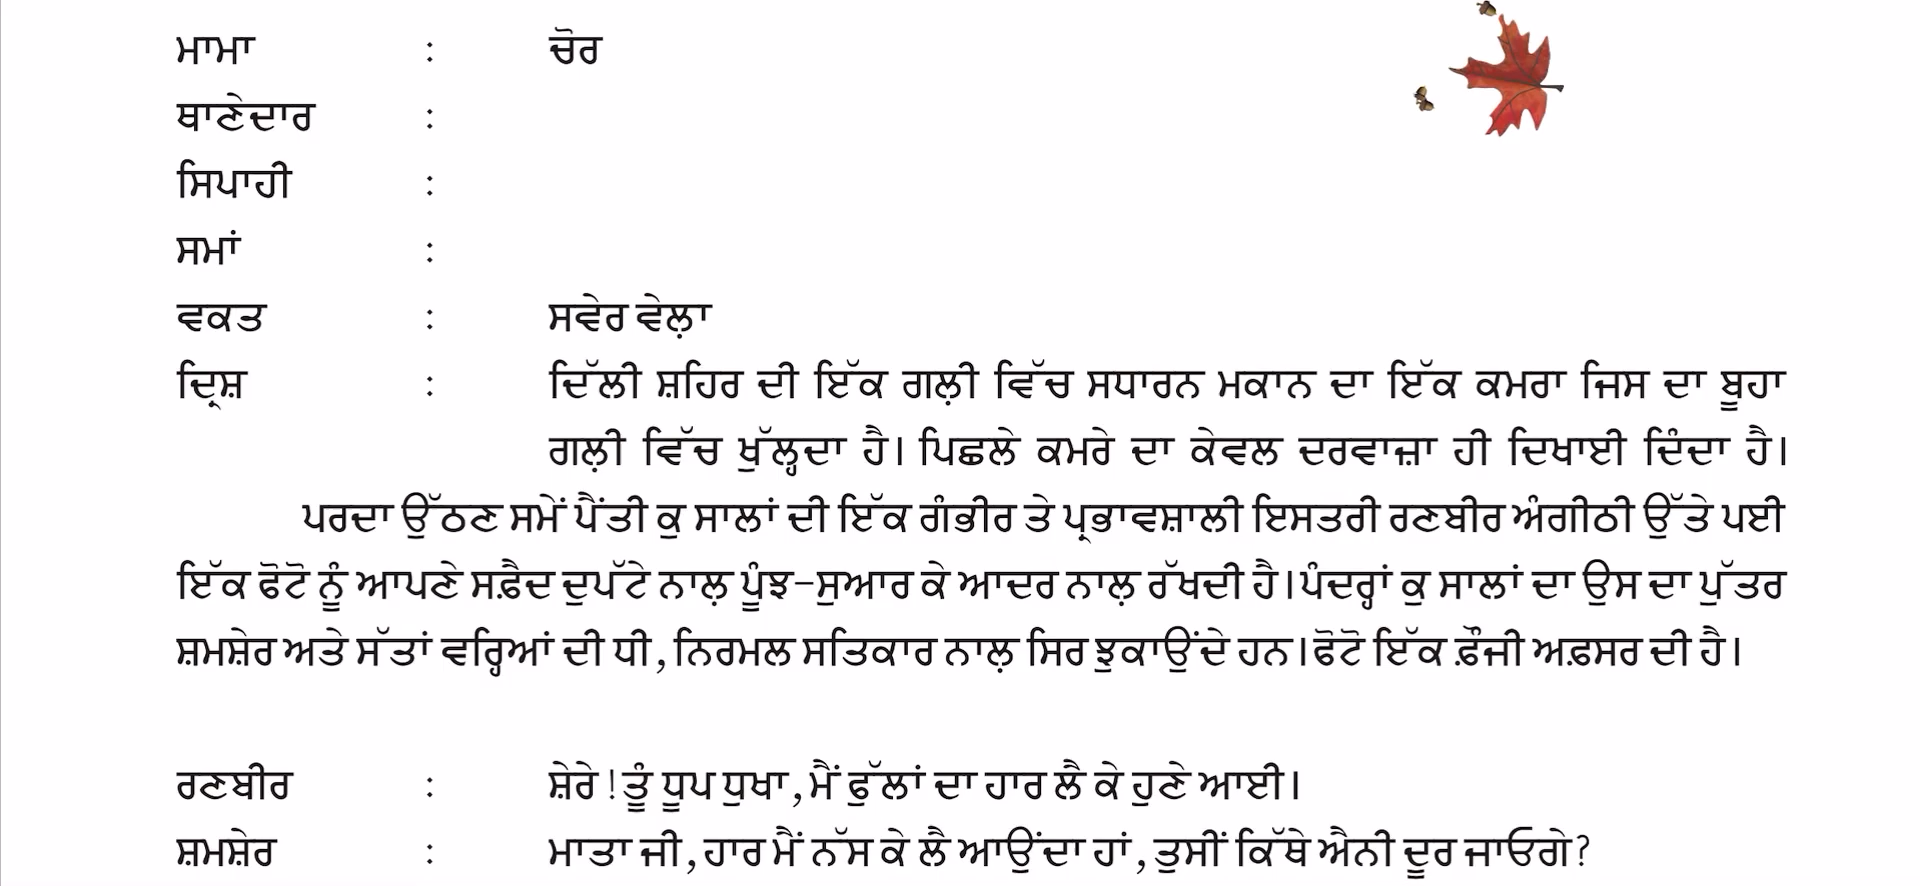 ਮਾਮਾ : ਚੋਰ
ਥਾਣੇਦਾਰ :
ਸਿਪਾਹੀ :
ਸਮਾਂ :
ਵਕਤ : ਸਵੇਰ ਵੇਲ਼ਾ
ਦ੍ਰਿਸ਼ : ਦਿੱਲੀ ਸ਼ਹਿਰ ਦੀ ਇੱਕ ਗਲ਼ੀ ਵਿੱਚ ਸਧਾਰਨ ਮਕਾਨ ਦਾ ਇੱਕ ਕਮਰਾ ਜਿਸ ਦਾ ਬੂਹਾ
ਗਲ਼ੀ ਵਿੱਚ ਖੁੱਲ੍ਹਦਾ ਹੈ। ਪਿਛਲੇ ਕਮਰੇ ਦਾ ਕੇਵਲ ਦਰਵਾਜ਼ਾ ਹੀ ਦਿਖਾਈ ਦਿੰਦਾ ਹੈ।
ਪਰਦਾ ਉੱਠਣ ਸਮੇਂ ਪੈਂਤੀ ਕੁ ਸਾਲਾਂ ਦੀ ਇੱਕ ਗੰਭੀਰ ਤੇ ਪ੍ਰਭਾਵਸ਼ਾਲੀ ਇਸਤਰੀ ਰਣਬੀਰ ਅੰਗੀਠੀ ਉੱਤੇ ਪਈ
ਇੱਕ ਫੋਟੋ ਨੂੰ ਆਪਣੇ ਸਫ਼ੈਦ ਦੁਪੱਟੇ ਨਾਲ਼ ਪੂੰਝ-ਸੁਆਰ ਕੇ ਆਦਰ ਨਾਲ਼ ਰੱਖਦੀ ਹੈ। ਪੰਦਰ੍ਹਾਂ ਕੁ ਸਾਲਾਂ ਦਾ ਉਸ ਦਾ ਪੁੱਤਰ
ਸ਼ਮਸ਼ੇਰ ਅਤੇ ਸੱਤਾਂ ਵਰ੍ਹਿਆਂ ਦੀ ਧੀ, ਨਿਰਮਲ ਸਤਿਕਾਰ ਨਾਲ਼ ਸਿਰ ਝੁਕਾਉਂਦੇ ਹਨ। ਫੋਟੋ ਇੱਕ ਫ਼ੌਜੀ ਅਫ਼ਸਰ ਦੀ ਹੈ।
ਰਣਬੀਰ : ਸ਼ੇਰੇ ! ਤੂੰ ਧੂਪ ਧੁਖਾ, ਮੈਂ ਫੁੱਲਾਂ ਦਾ ਹਾਰ ਲੈ ਕੇ ਹੁਣੇ ਆਈ।
ਸ਼ਮਸ਼ੇਰ : ਮਾਤਾ ਜੀ, ਹਾਰ ਮੈਂ ਨੱਸ ਕੇ ਲੈ ਆਉਂਦਾ ਹਾਂ, ਤੁਸੀਂ ਕਿੱਥੇ ਐਨੀ ਦੂਰ ਜਾਓਗੇ?